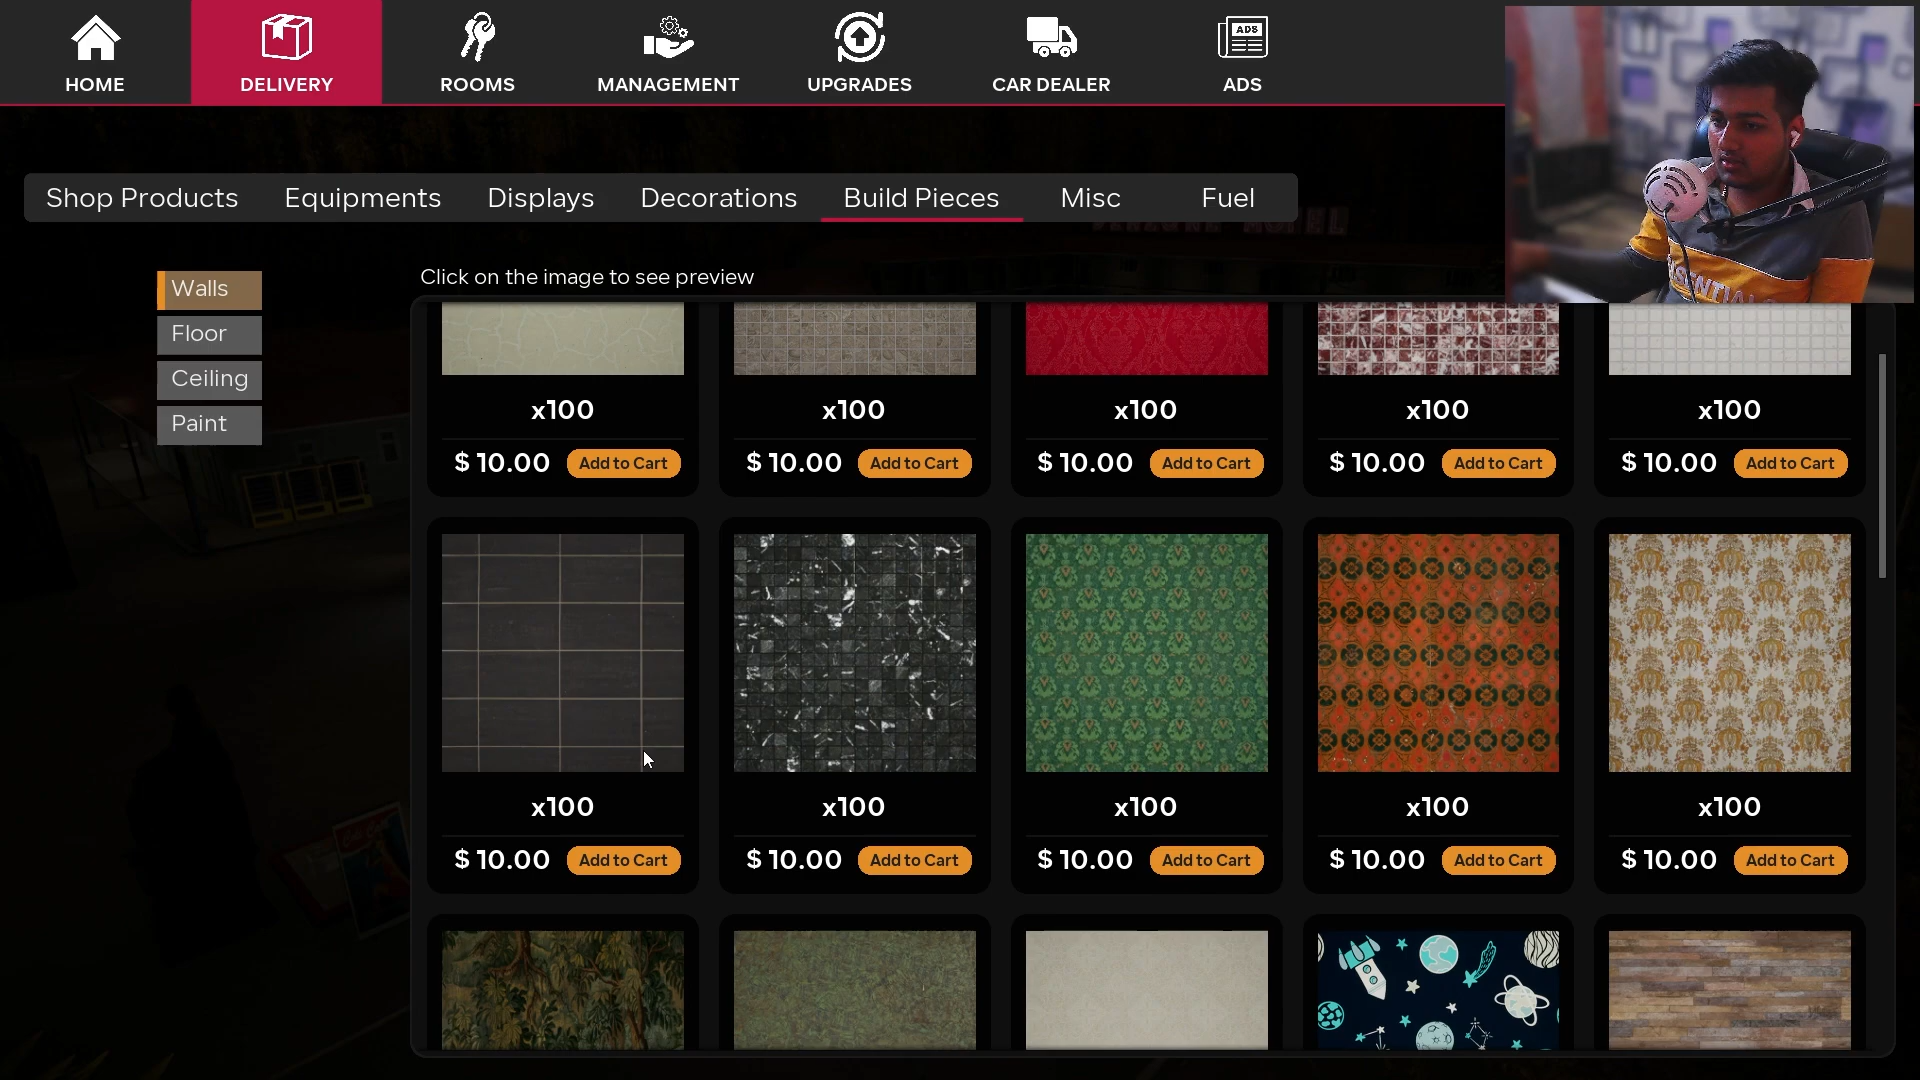 HOME DELIVERY ROOMS MANAGEMENT UPGRADES CAR DEALER ADS
ADS
Shop Products Equipments Displays Decorations Build Pieces Misc Fuel
Click on the image to see preview
Walls
Floor
Ceiling
Paint
x100 x100 x100 x100 x100
$ 10.00 Add to Cart $ 10.00 Add to Cart $ 10.00 Add to Cart $ 10.00 Add to Cart $ 10.00 Add to Cart
x100 x100 x100 x100 x100
$ 10.00 Add to Cart $ 10.00 Add to Cart $ 10.00 Add to Cart $ 10.00 Add to Cart $ 10.00 Add to Cart